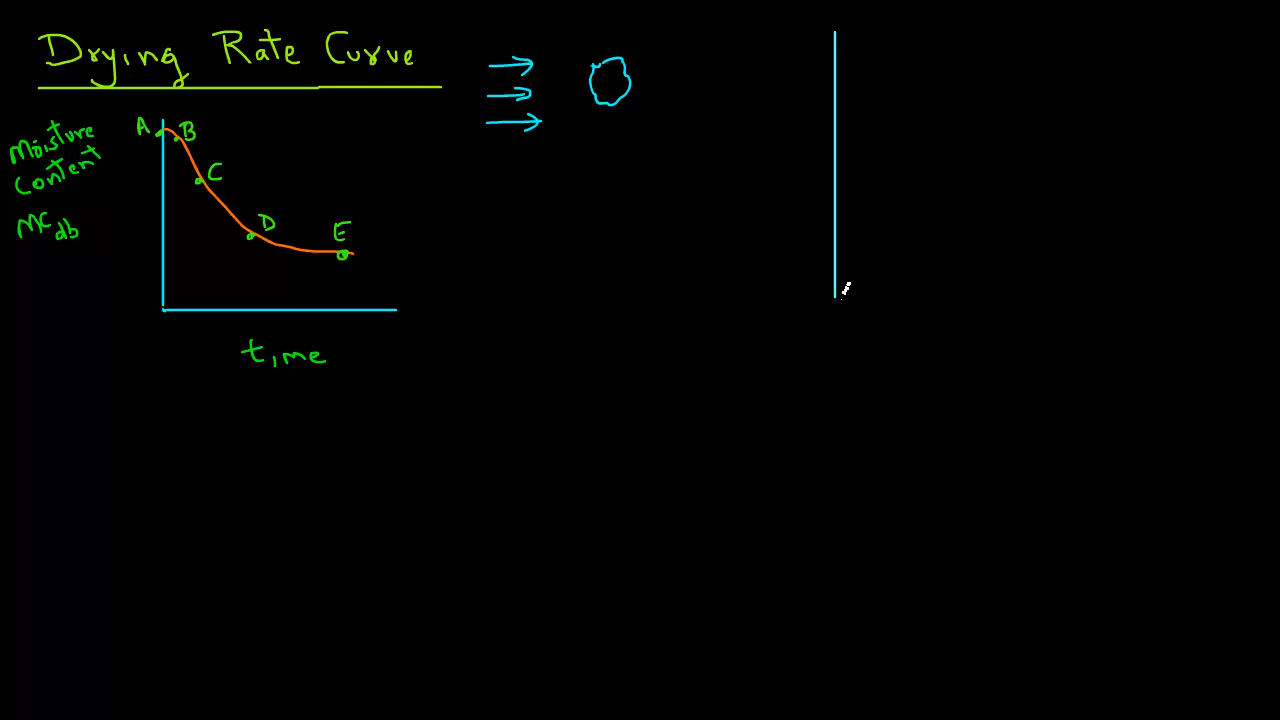 Drying Rate Curve
Moisture
Content
MC db
A
B
C
D
E
time